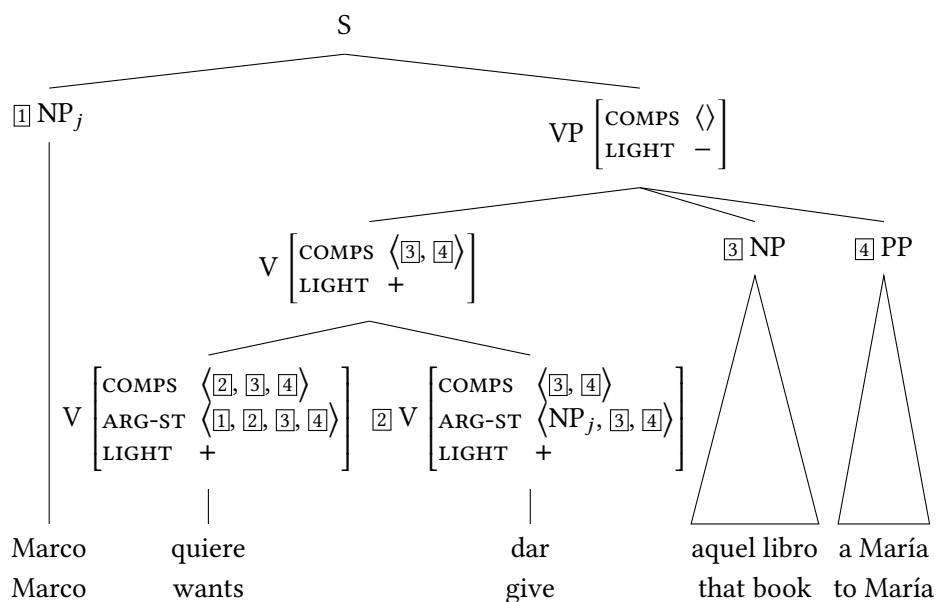 S
1 NP_j
VP [COMPS ⟨⟩
LIGHT −]
V [COMPS ⟨3, 4⟩
LIGHT +]
3 NP
4 PP
V [COMPS ⟨2, 3, 4⟩
ARG-ST ⟨1, 2, 3, 4⟩
LIGHT +]
2 V [COMPS ⟨3, 4⟩
ARG-ST ⟨NP_j, 3, 4⟩
LIGHT +]
Marco quiere dar aquel libro a María
Marco wants give that book to María